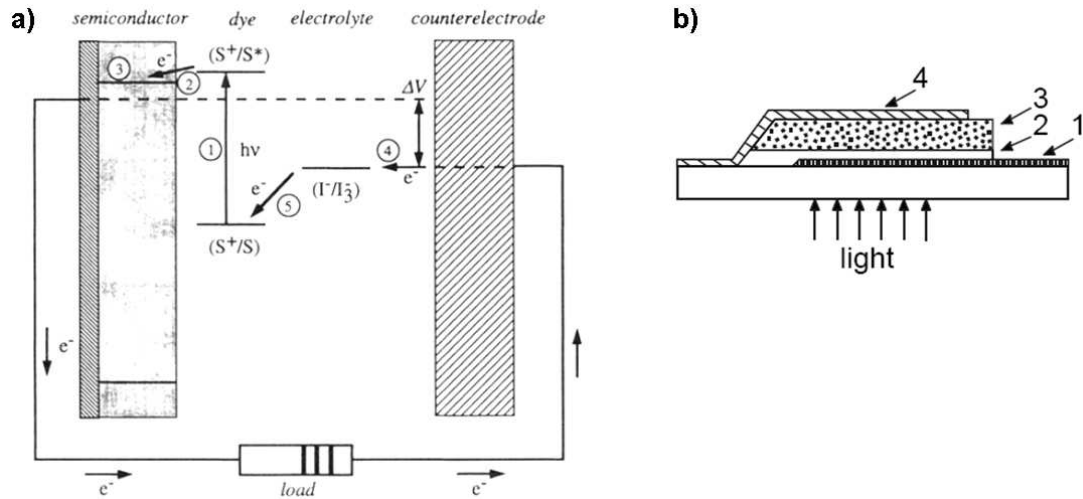 a)
semiconductor dye electrolyte counterelectrode
(S⁺/S*)
e⁻
3
2
ΔV
1
hν
4
e⁻
e⁻
(I⁻/I₃⁻)
5
(S⁺/S)
e⁻
load
e⁻
e⁻
b)
4
3
2
1
light